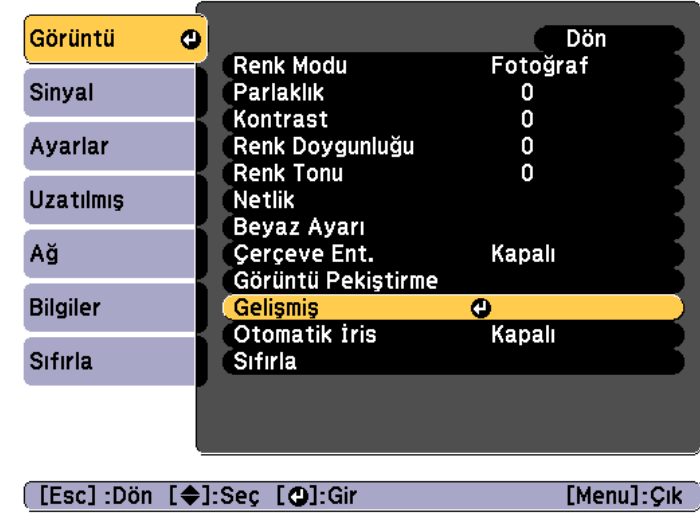 Görüntü
Sinyal
Ayarlar
Uzatılmış
Ağ
Bilgiler
Sıfırla
Dön
Renk Modu Fotoğraf
Parlaklık 0
Kontrast 0
Renk Doygunluğu 0
Renk Tonu 0
Netlik
Beyaz Ayarı
Çerçeve Ent. Kapalı
Görüntü Pekiştirme
Gelişmiş
Otomatik İris Kapalı
Sıfırla
[Esc] :Dön [◆]:Seç [⏎]:Gir [Menu]:Çık